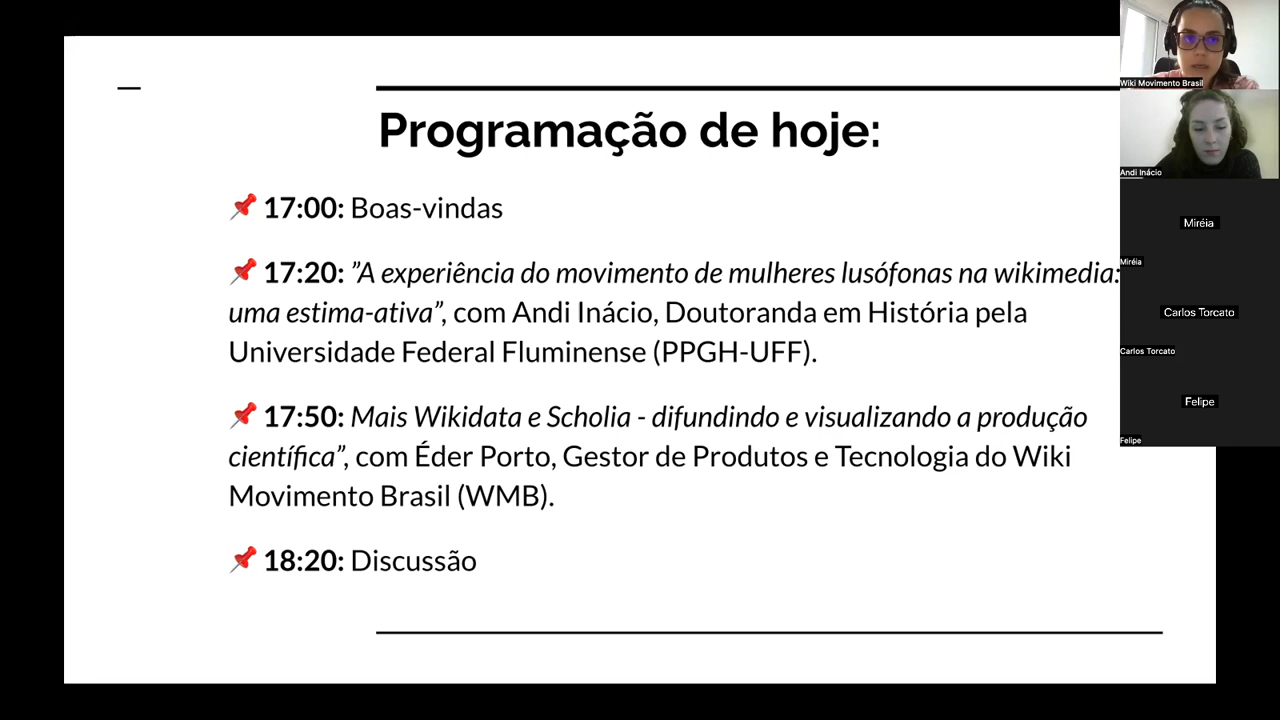 Programação de hoje:
📌 17:00: Boas-vindas
📌 17:20: ”A experiência do movimento de mulheres lusófonas na wikimedia:
uma estima-ativa”, com Andi Inácio, Doutoranda em História pela
Universidade Federal Fluminense (PPGH-UFF).
📌 17:50: Mais Wikidata e Scholia - difundindo e visualizando a produção
científica”, com Éder Porto, Gestor de Produtos e Tecnologia do Wiki
Movimento Brasil (WMB).
📌 18:20: Discussão
Wiki Movimento Brasil
Andi Inácio
Miréia
Miréia
Carlos Torcato
Carlos Torcato
Felipe
Felipe